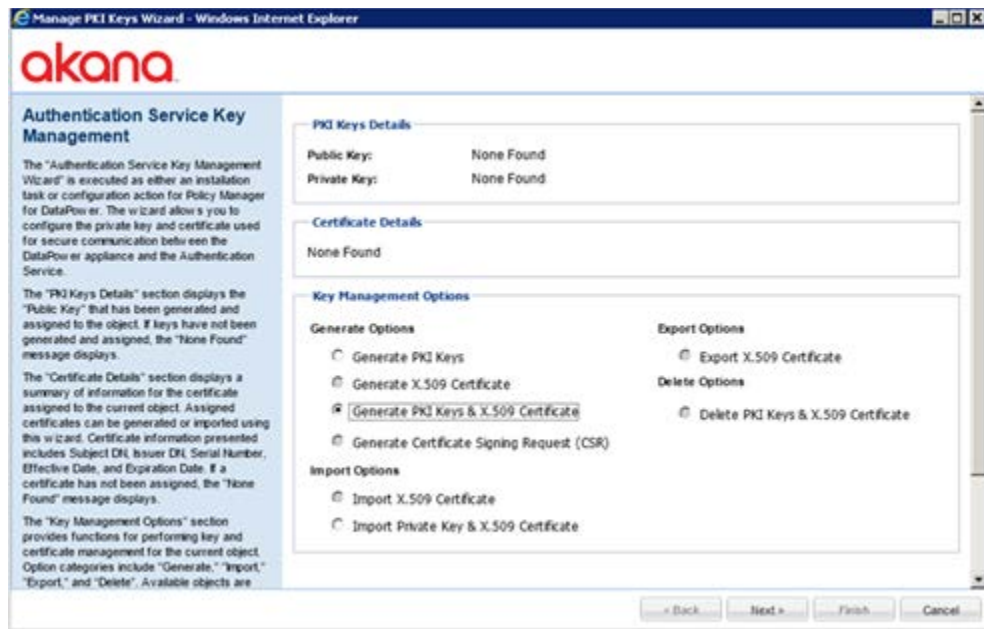 Manage PKI Keys Wizard - Windows Internet Explorer
akana
Authentication Service Key
Management
The "Authentication Service Key Management
Wizard" is executed as either an installation
task or configuration action for Policy Manager
for DataPower. The wizard allows you to
configure the private key and certificate used
for secure communication between the
DataPower appliance and the Authentication
Service.
The "PKI Keys Details" section displays the
"Public Key" that has been generated and
assigned to the object. If keys have not been
generated and assigned, the "None Found"
message displays.
The "Certificate Details" section displays a
summary of information for the certificate
assigned to the current object. Assigned
certificates can be generated or imported using
this wizard. Certificate information presented
includes Subject DN, Issuer DN, Serial Number,
Effective Date, and Expiration Date. If a
certificate has not been assigned, the "None
Found" message displays.
The "Key Management Options" section
provides functions for performing key and
certificate management for the current object.
Option categories include "Generate," "Import,"
"Export," and "Delete". Available objects are
PKI Keys Details
Public Key: None Found
Private Key: None Found
Certificate Details
None Found
Key Management Options
Generate Options
Generate PKI Keys
Generate X.509 Certificate
Generate PKI Keys & X.509 Certificate
Generate Certificate Signing Request (CSR)
Import Options
Import X.509 Certificate
Import Private Key & X.509 Certificate
Export Options
Export X.509 Certificate
Delete Options
Delete PKI Keys & X.509 Certificate
< Back
Next >
Finish
Cancel